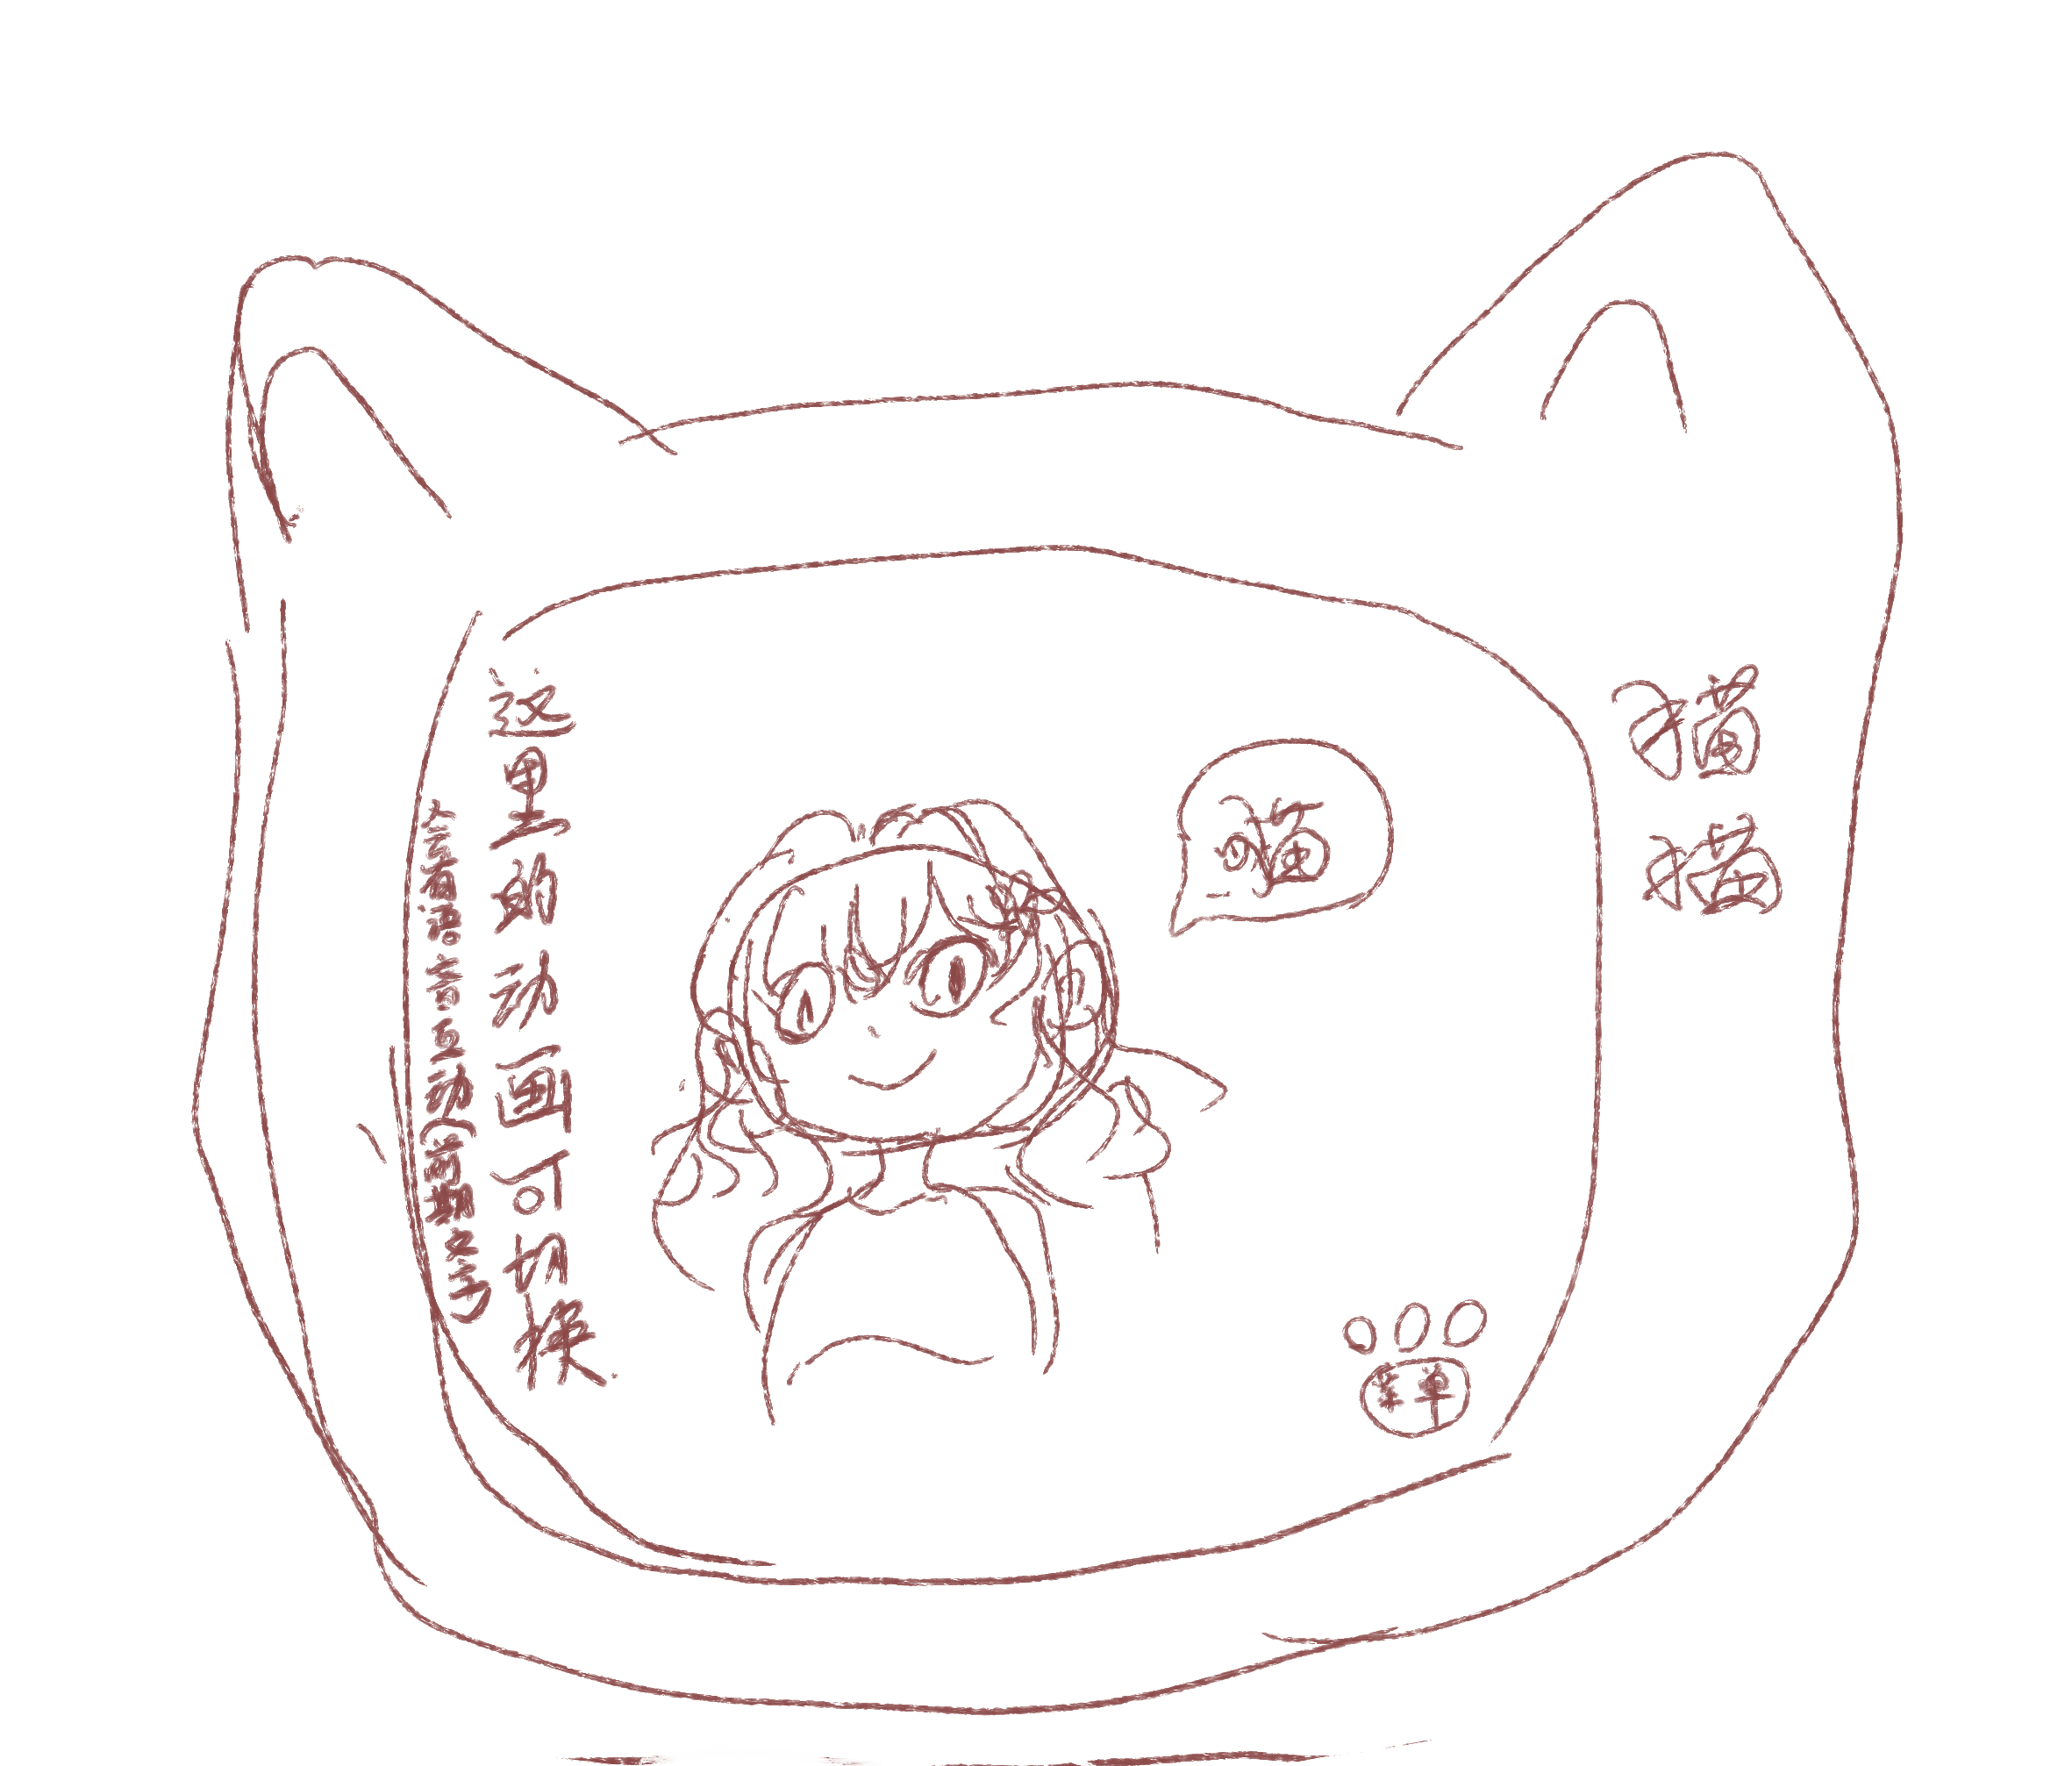 猫猫
这里的动画可切换
会有语音互动(前期文字)
喵
菜单